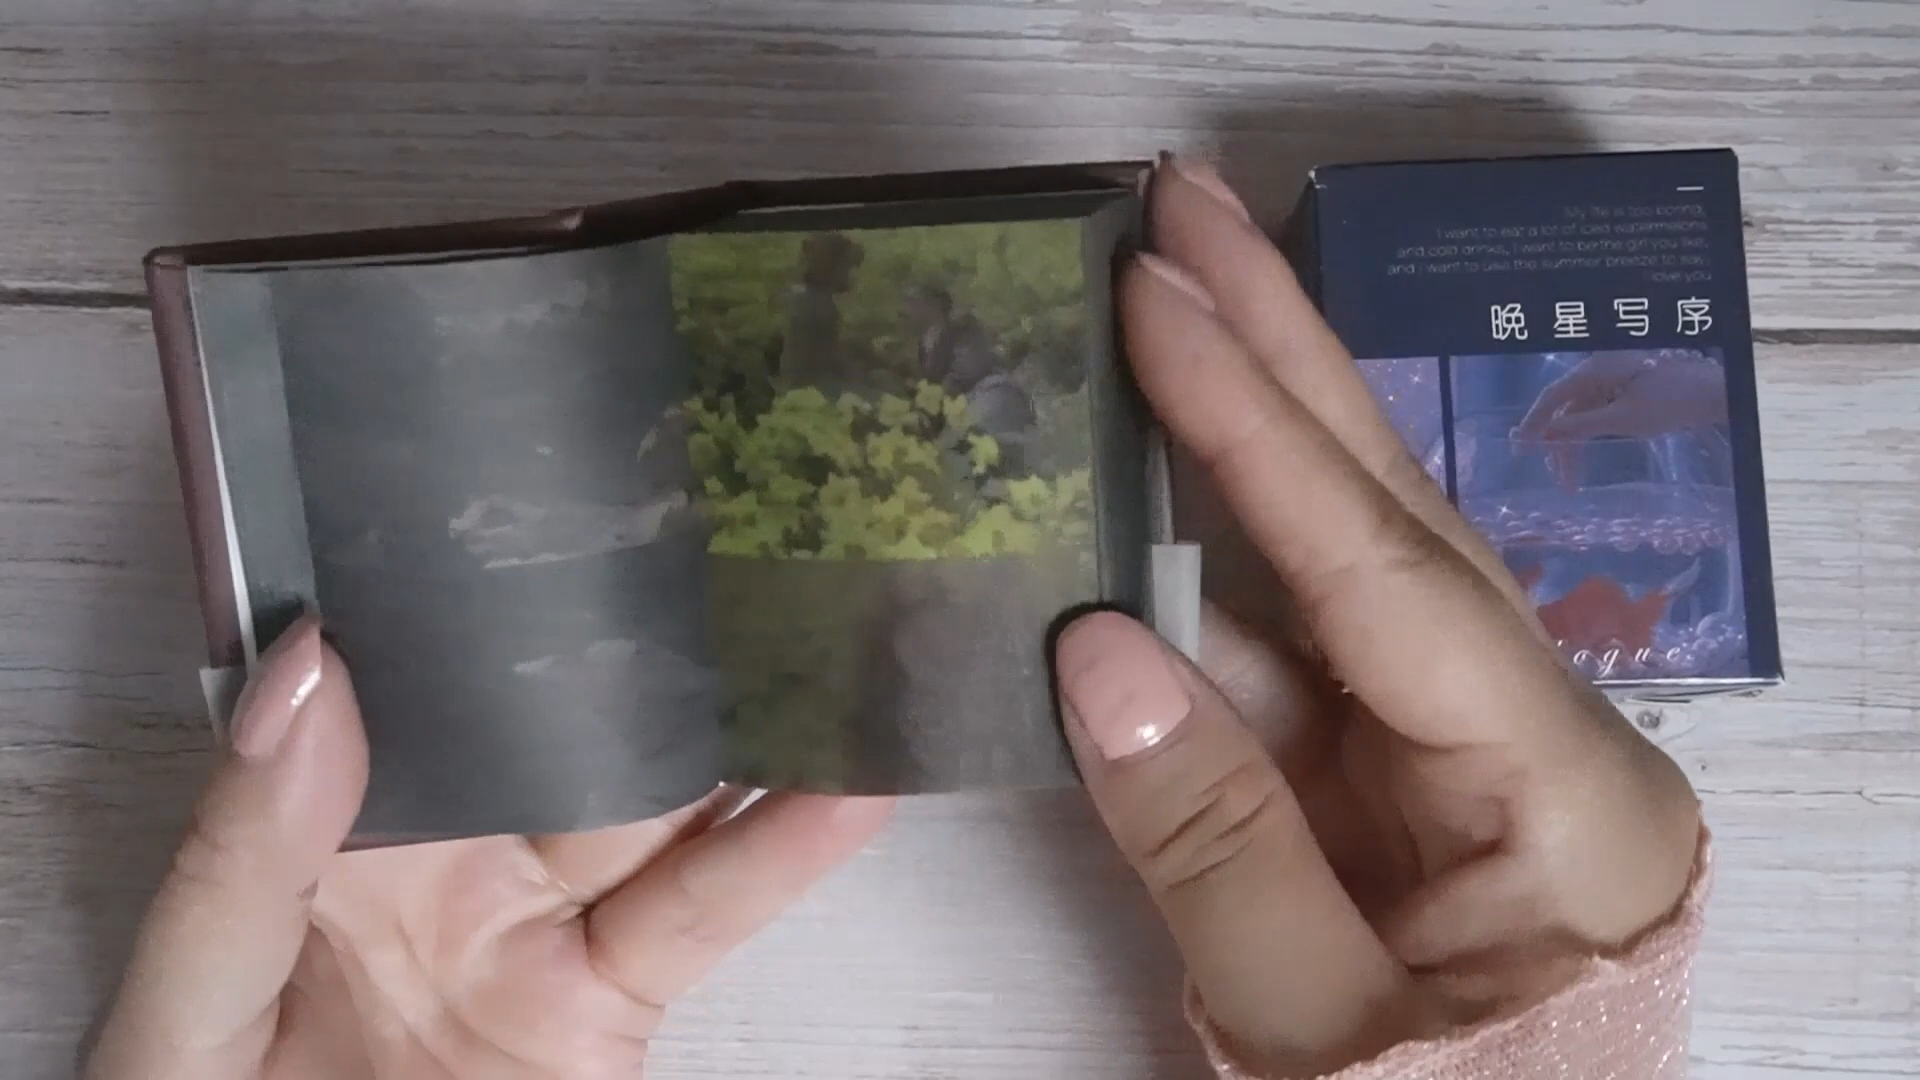 My life is too boring,
I want to eat a lot of iced watermelons
and cold drinks, I want to be the girl you like,
and I want to use the summer breeze to say:
I love you
晚星写序
logue